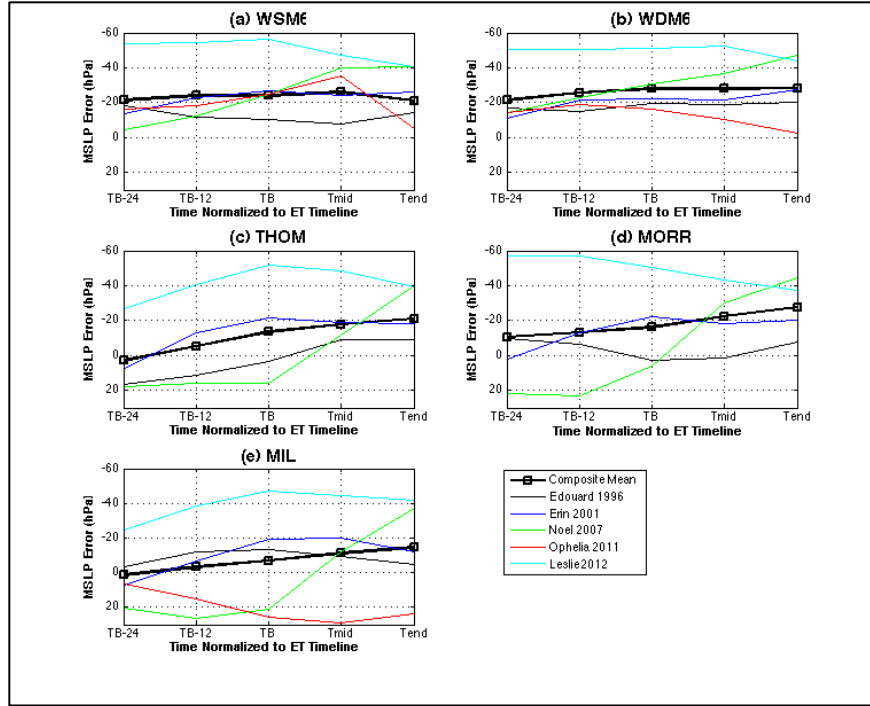 (a) WSM6
MSLP Error (hPa)
-60
-40
-20
0
20
TB-24
TB-12
TB
Tmid
Tend
Time Normalized to ET Timeline
(b) WDM6
MSLP Error (hPa)
-60
-40
-20
0
20
TB-24
TB-12
TB
Tmid
Tend
Time Normalized to ET Timeline
(c) THOM
MSLP Error (hPa)
-60
-40
-20
0
20
TB-24
TB-12
TB
Tmid
Tend
Time Normalized to ET Timeline
(d) MORR
MSLP Error (hPa)
-60
-40
-20
0
20
TB-24
TB-12
TB
Tmid
Tend
Time Normalized to ET Timeline
(e) MIL
MSLP Error (hPa)
-60
-40
-20
0
20
TB-24
TB-12
TB
Tmid
Tend
Time Normalized to ET Timeline
Composite Mean
Edouard 1996
Erin 2001
Noel 2007
Ophelia 2011
Leslie2012